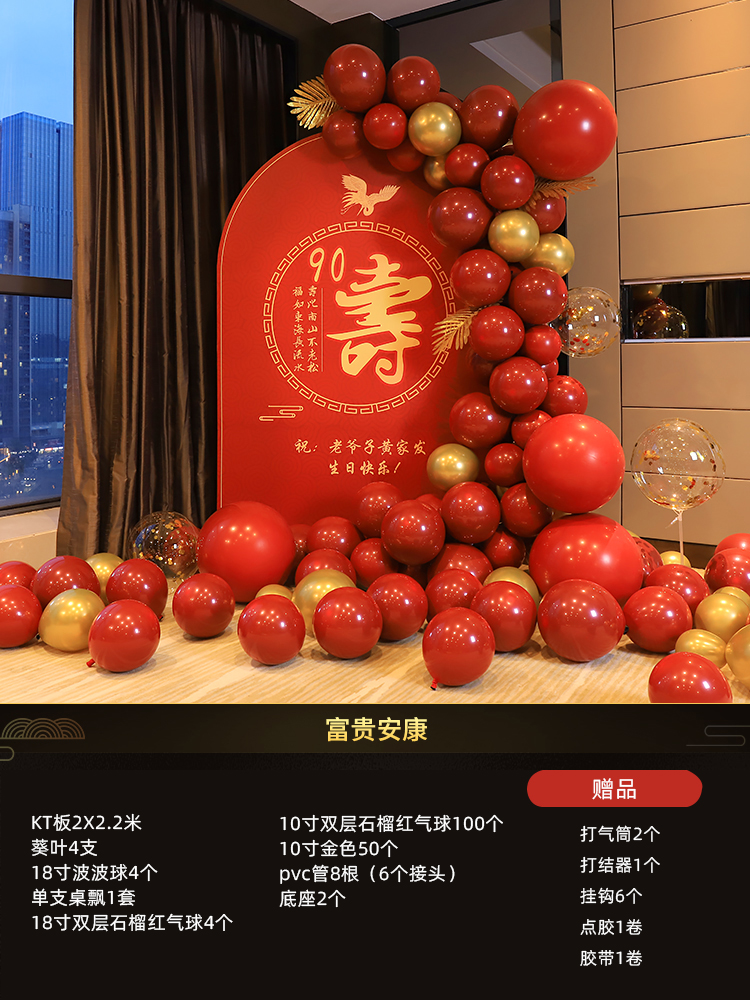 90
壽
壽比南山不老松
福如東海長流水
祝：老爷子黄家发
生日快乐！
富贵安康
KT板2X2.2米
葵叶4支
18寸波波球4个
单支桌飘1套
18寸双层石榴红气球4个
10寸双层石榴红气球100个
10寸金色50个
pvc管8根（6个接头）
底座2个
赠品
打气筒2个
打结器1个
挂钩6个
点胶1卷
胶带1卷